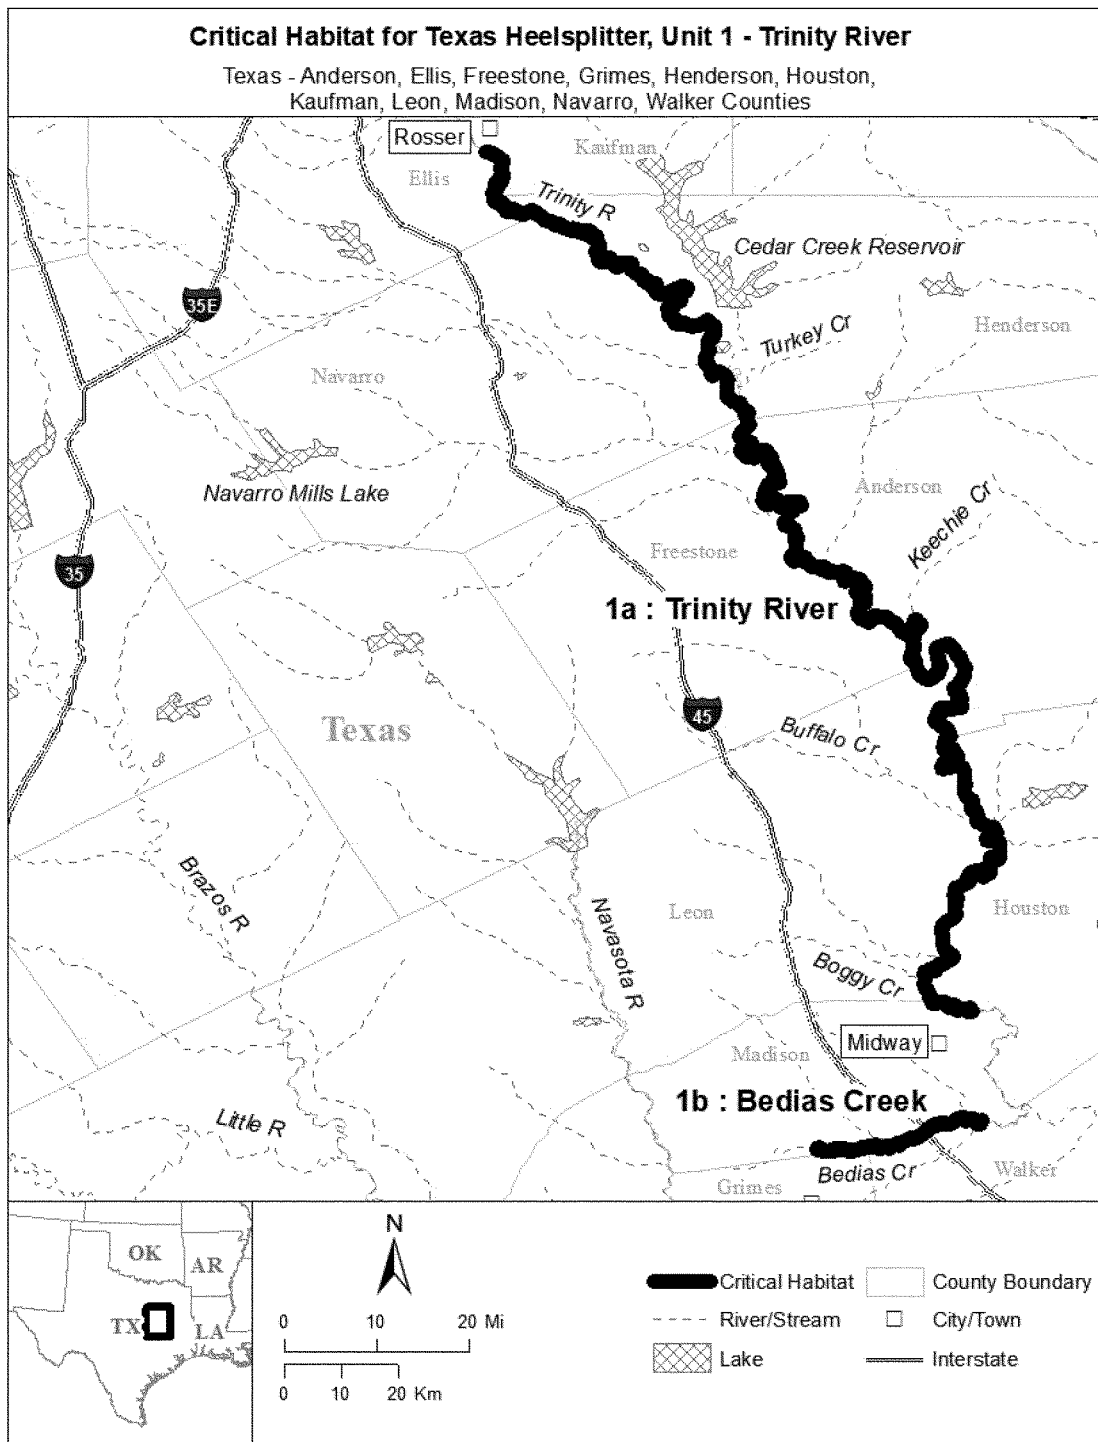 Critical Habitat for Texas Heelsplitter, Unit 1 - Trinity River
Texas - Anderson, Ellis, Freestone, Grimes, Henderson, Houston,
Kaufman, Leon, Madison, Navarro, Walker Counties
Rosser
Kaufman
Ellis
Trinity R
Cedar Creek Reservoir
35E
Turkey Cr
Henderson
Navarro
Navarro Mills Lake
Anderson
Keechie Cr
Freestone
35
1a : Trinity River
45
Texas
Buffalo Cr
Brazos R
Navasota R
Leon
Houston
Boggy Cr
Midway
Madison
1b : Bedias Creek
Little R
Bedias Cr
Walker
Grimes
OK
AR
TX
LA
N
0 10 20 Mi
0 10 20 Km
Critical Habitat
County Boundary
River/Stream
City/Town
Lake
Interstate